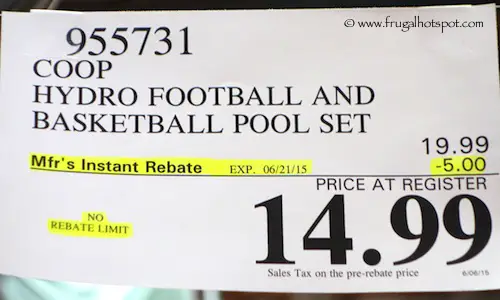 © www.frugalhotspot.com
955731
COOP
HYDRO FOOTBALL AND
BASKETBALL POOL SET
19.99
Mfr's Instant Rebate EXP. 06/21/15 -5.00
PRICE AT REGISTER
14.99
NO
REBATE LIMIT
Sales Tax on the pre-rebate price 6/06/15